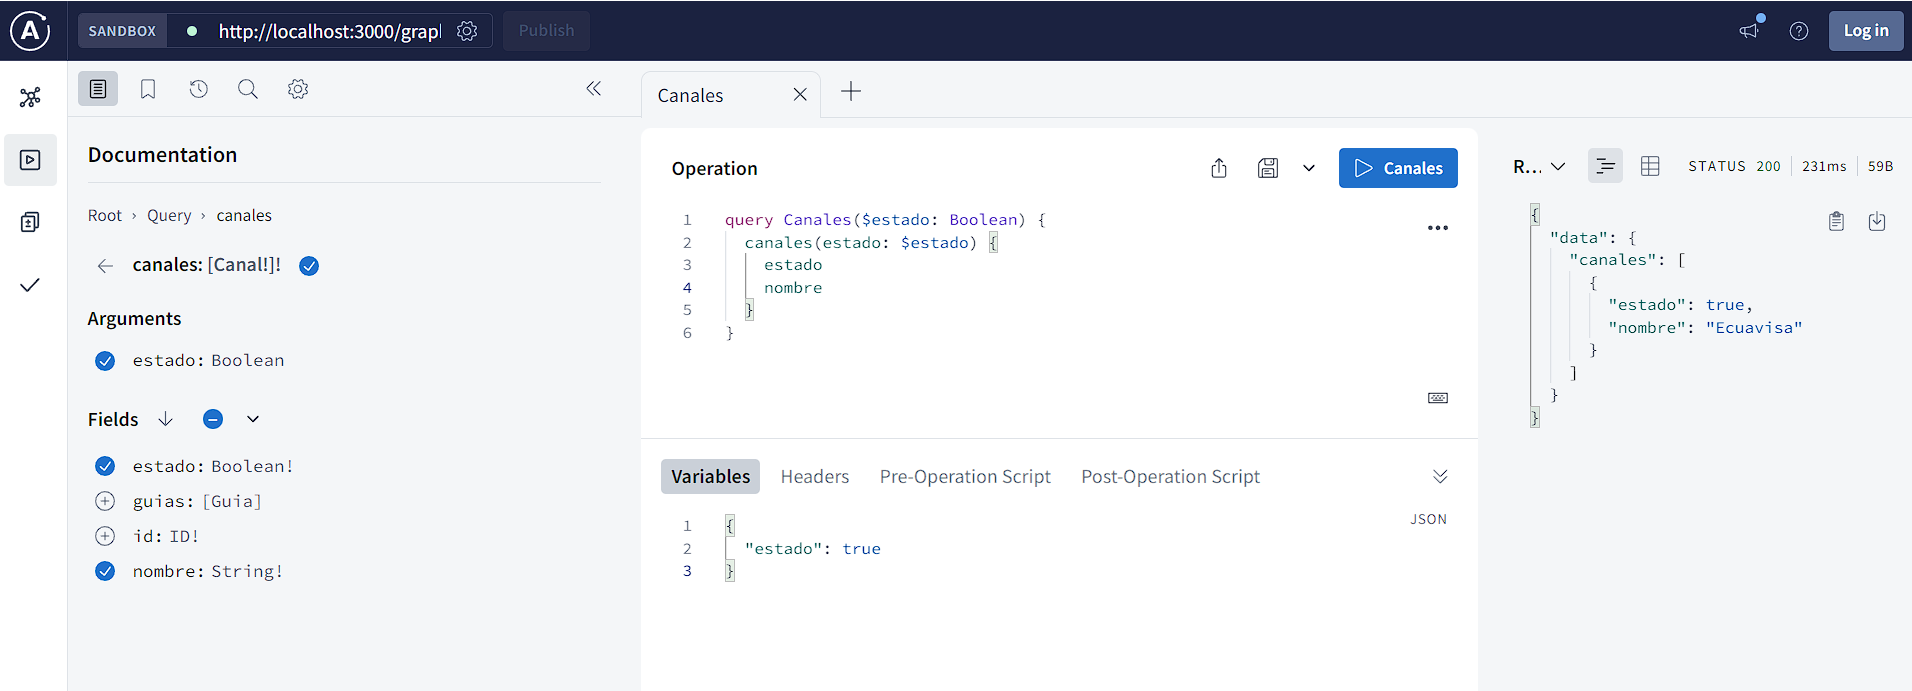 SANDBOX http://localhost:3000/grap Publish Log in
Documentation
Root › Query › canales
canales: [Canal!]!
Arguments
estado: Boolean
Fields
estado: Boolean!
guias: [Guia]
id: ID!
nombre: String!
Canales
Operation
Canales
1 query Canales($estado: Boolean) {
2 canales(estado: $estado) {
3 estado
4 nombre
5 }
6 }
Variables Headers Pre-Operation Script Post-Operation Script
JSON
1 {
2 "estado": true
3 }
R... STATUS 200 231ms 59B
{
"data": {
"canales": [
{
"estado": true,
"nombre": "Ecuavisa"
}
]
}
}